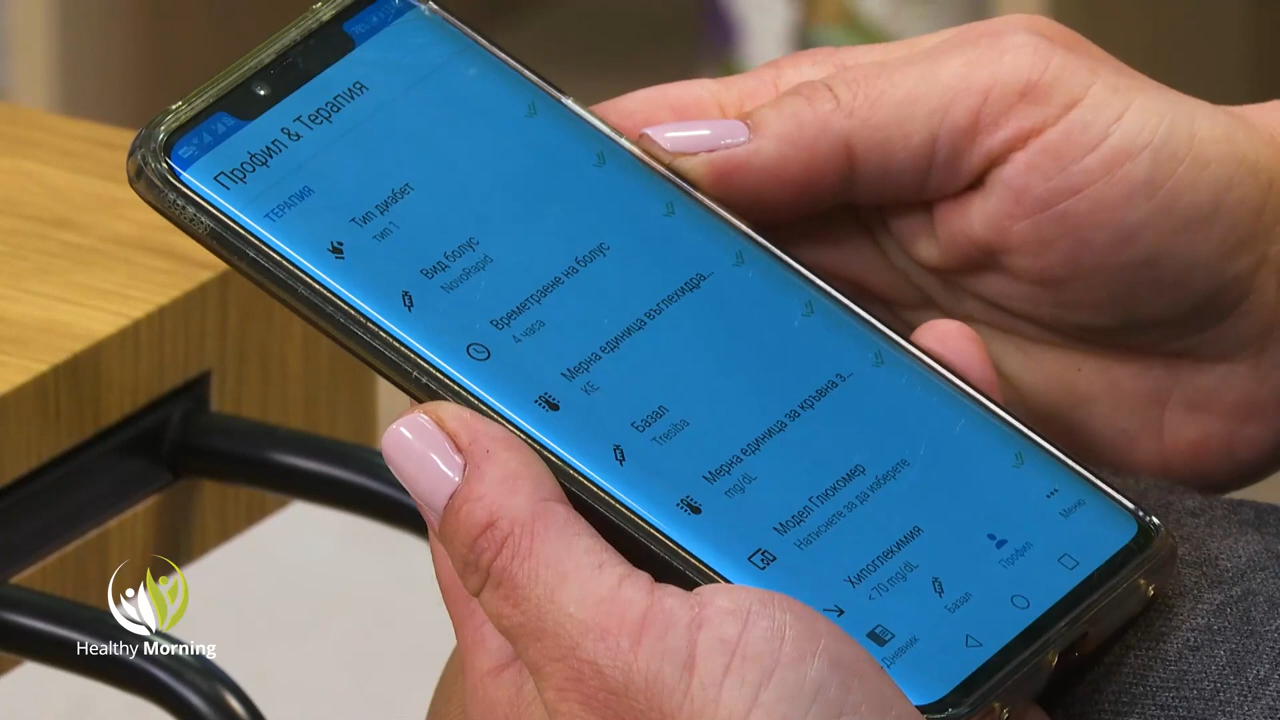 Профил & Терапия
ТЕРАПИЯ
Тип диабет
тип 1
Вид болус
NovoRapid
Времетраене на болус
4 часа
Мерна единица въглехидра...
KE
Базал
Tresiba
Мерна единица за кръвна з...
mg/dL
Модел Глюкомер
Натиснете за да изберете
Хипогликемия
<70 mg/dL
Дневник
Базал
Профил
Меню
Healthy Morning